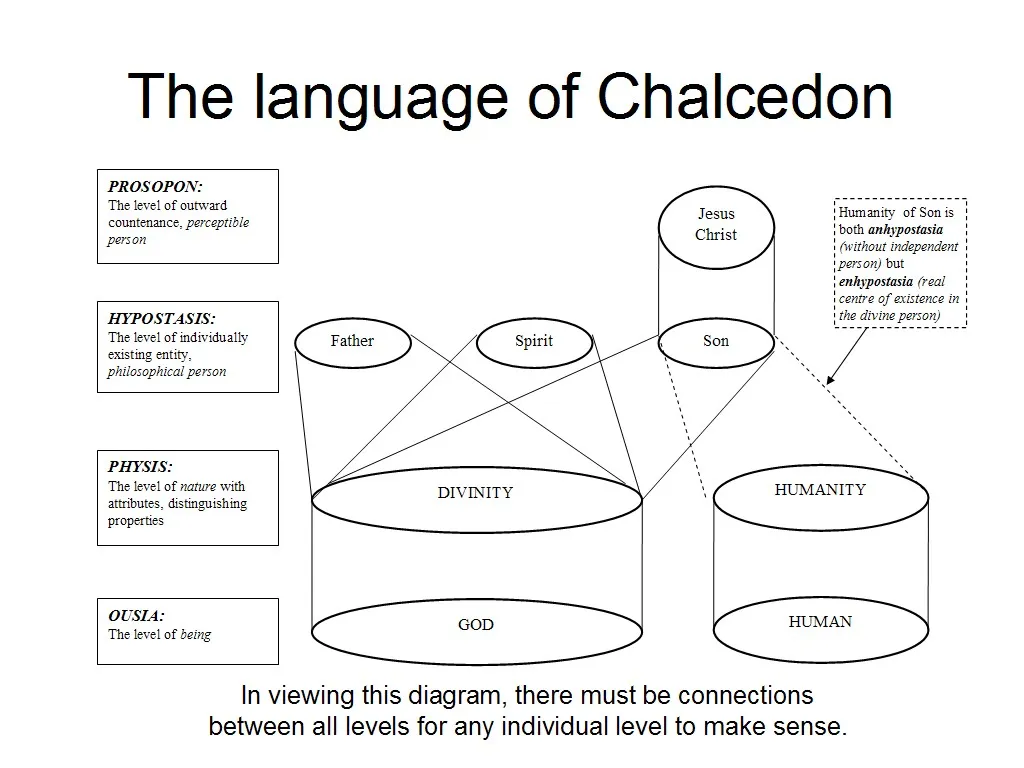 The language of Chalcedon
PROSOPON:
The level of outward
countenance, perceptible
person
Jesus
Christ
Humanity of Son is
both anhypostasia
(without independent
person) but
enhypostasia (real
centre of existence in
the divine person)
HYPOSTASIS:
The level of individually
existing entity,
philosophical person
Father
Spirit
Son
PHYSIS:
The level of nature with
attributes, distinguishing
properties
DIVINITY
HUMANITY
OUSIA:
The level of being
GOD
HUMAN
In viewing this diagram, there must be connections
between all levels for any individual level to make sense.